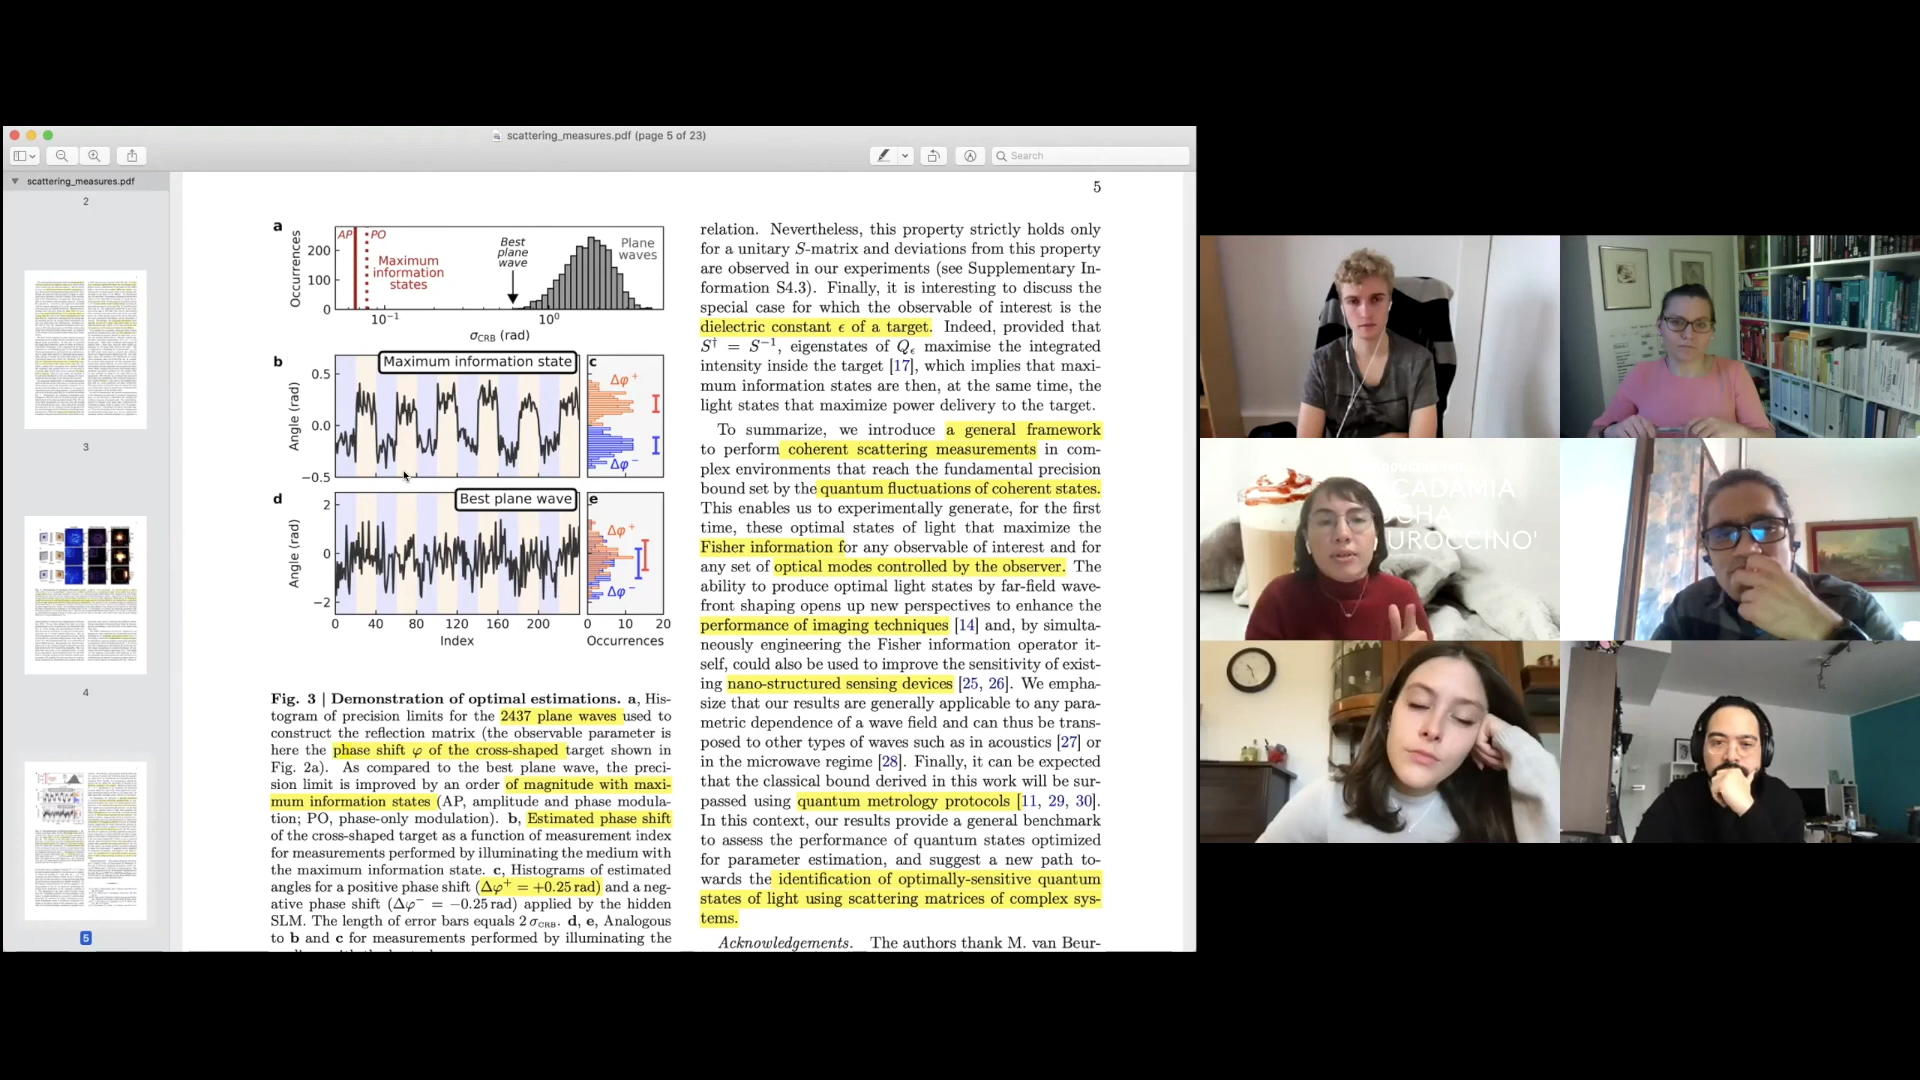 scattering_measures.pdf (page 5 of 23)
Search
scattering_measures.pdf
2
3
4
5
5
a
Occurrences
200
100
0
AP
PO
Maximum
information
states
Best
plane
wave
Plane
waves
10⁻¹
10⁰
σCRB (rad)
b
Maximum information state
c
Angle (rad)
0.5
0.0
−0.5
Δφ⁺
Δφ⁻
d
Best plane wave
e
Angle (rad)
2
0
−2
Δφ⁺
Δφ⁻
0 40 80 120 160 200
0 10 20
Index
Occurrences
Fig. 3 | Demonstration of optimal estimations. a, His-
togram of precision limits for the 2437 plane waves used to
construct the reflection matrix (the observable parameter is
here the phase shift φ of the cross-shaped target shown in
Fig. 2a). As compared to the best plane wave, the preci-
sion limit is improved by an order of magnitude with maxi-
mum information states (AP, amplitude and phase modula-
tion; PO, phase-only modulation). b, Estimated phase shift
of the cross-shaped target as a function of measurement index
for measurements performed by illuminating the medium with
the maximum information state. c, Histograms of estimated
angles for a positive phase shift (Δφ⁺ = +0.25 rad) and a neg-
ative phase shift (Δφ⁻ = −0.25 rad) applied by the hidden
SLM. The length of error bars equals 2 σCRB. d, e, Analogous
to b and c for measurements performed by illuminating the
relation. Nevertheless, this property strictly holds only
for a unitary S-matrix and deviations from this property
are observed in our experiments (see Supplementary In-
formation S4.3). Finally, it is interesting to discuss the
special case for which the observable of interest is the
dielectric constant ϵ of a target. Indeed, provided that
S† = S⁻¹, eigenstates of Qϵ maximise the integrated
intensity inside the target [17], which implies that maxi-
mum information states are then, at the same time, the
light states that maximize power delivery to the target.
To summarize, we introduce a general framework
to perform coherent scattering measurements in com-
plex environments that reach the fundamental precision
bound set by the quantum fluctuations of coherent states.
This enables us to experimentally generate, for the first
time, these optimal states of light that maximize the
Fisher information for any observable of interest and for
any set of optical modes controlled by the observer. The
ability to produce optimal light states by far-field wave-
front shaping opens up new perspectives to enhance the
performance of imaging techniques [14] and, by simulta-
neously engineering the Fisher information operator it-
self, could also be used to improve the sensitivity of exist-
ing nano-structured sensing devices [25, 26]. We empha-
size that our results are generally applicable to any para-
metric dependence of a wave field and can thus be trans-
posed to other types of waves such as in acoustics [27] or
in the microwave regime [28]. Finally, it can be expected
that the classical bound derived in this work will be sur-
passed using quantum metrology protocols [11, 29, 30].
In this context, our results provide a general benchmark
to assess the performance of quantum states optimized
for parameter estimation, and suggest a new path to-
wards the identification of optimally-sensitive quantum
states of light using scattering matrices of complex sys-
tems.
Acknowledgements. The authors thank M. van Beur-
CADAMIA
CHA
UROCCINO'